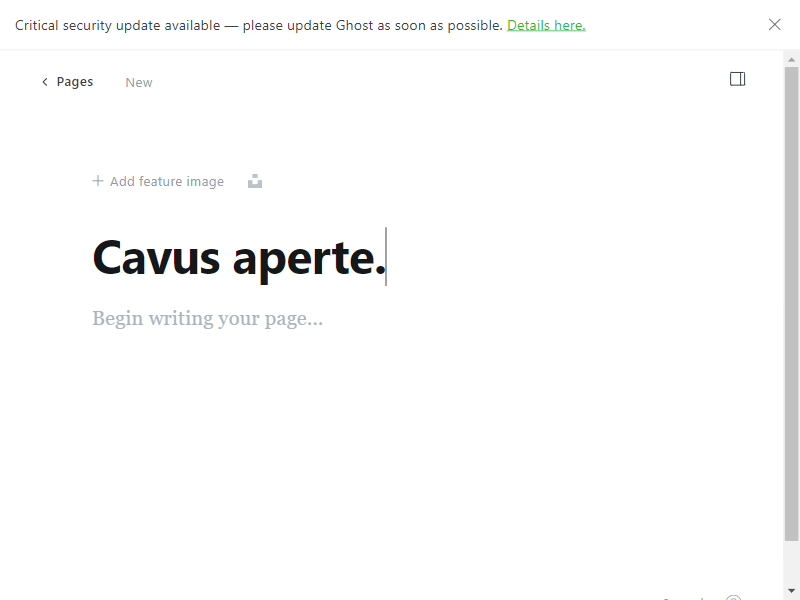 Critical security update available — please update Ghost as soon as possible. Details here.
Pages
New
Add feature image
Cavus aperte.
Begin writing your page...